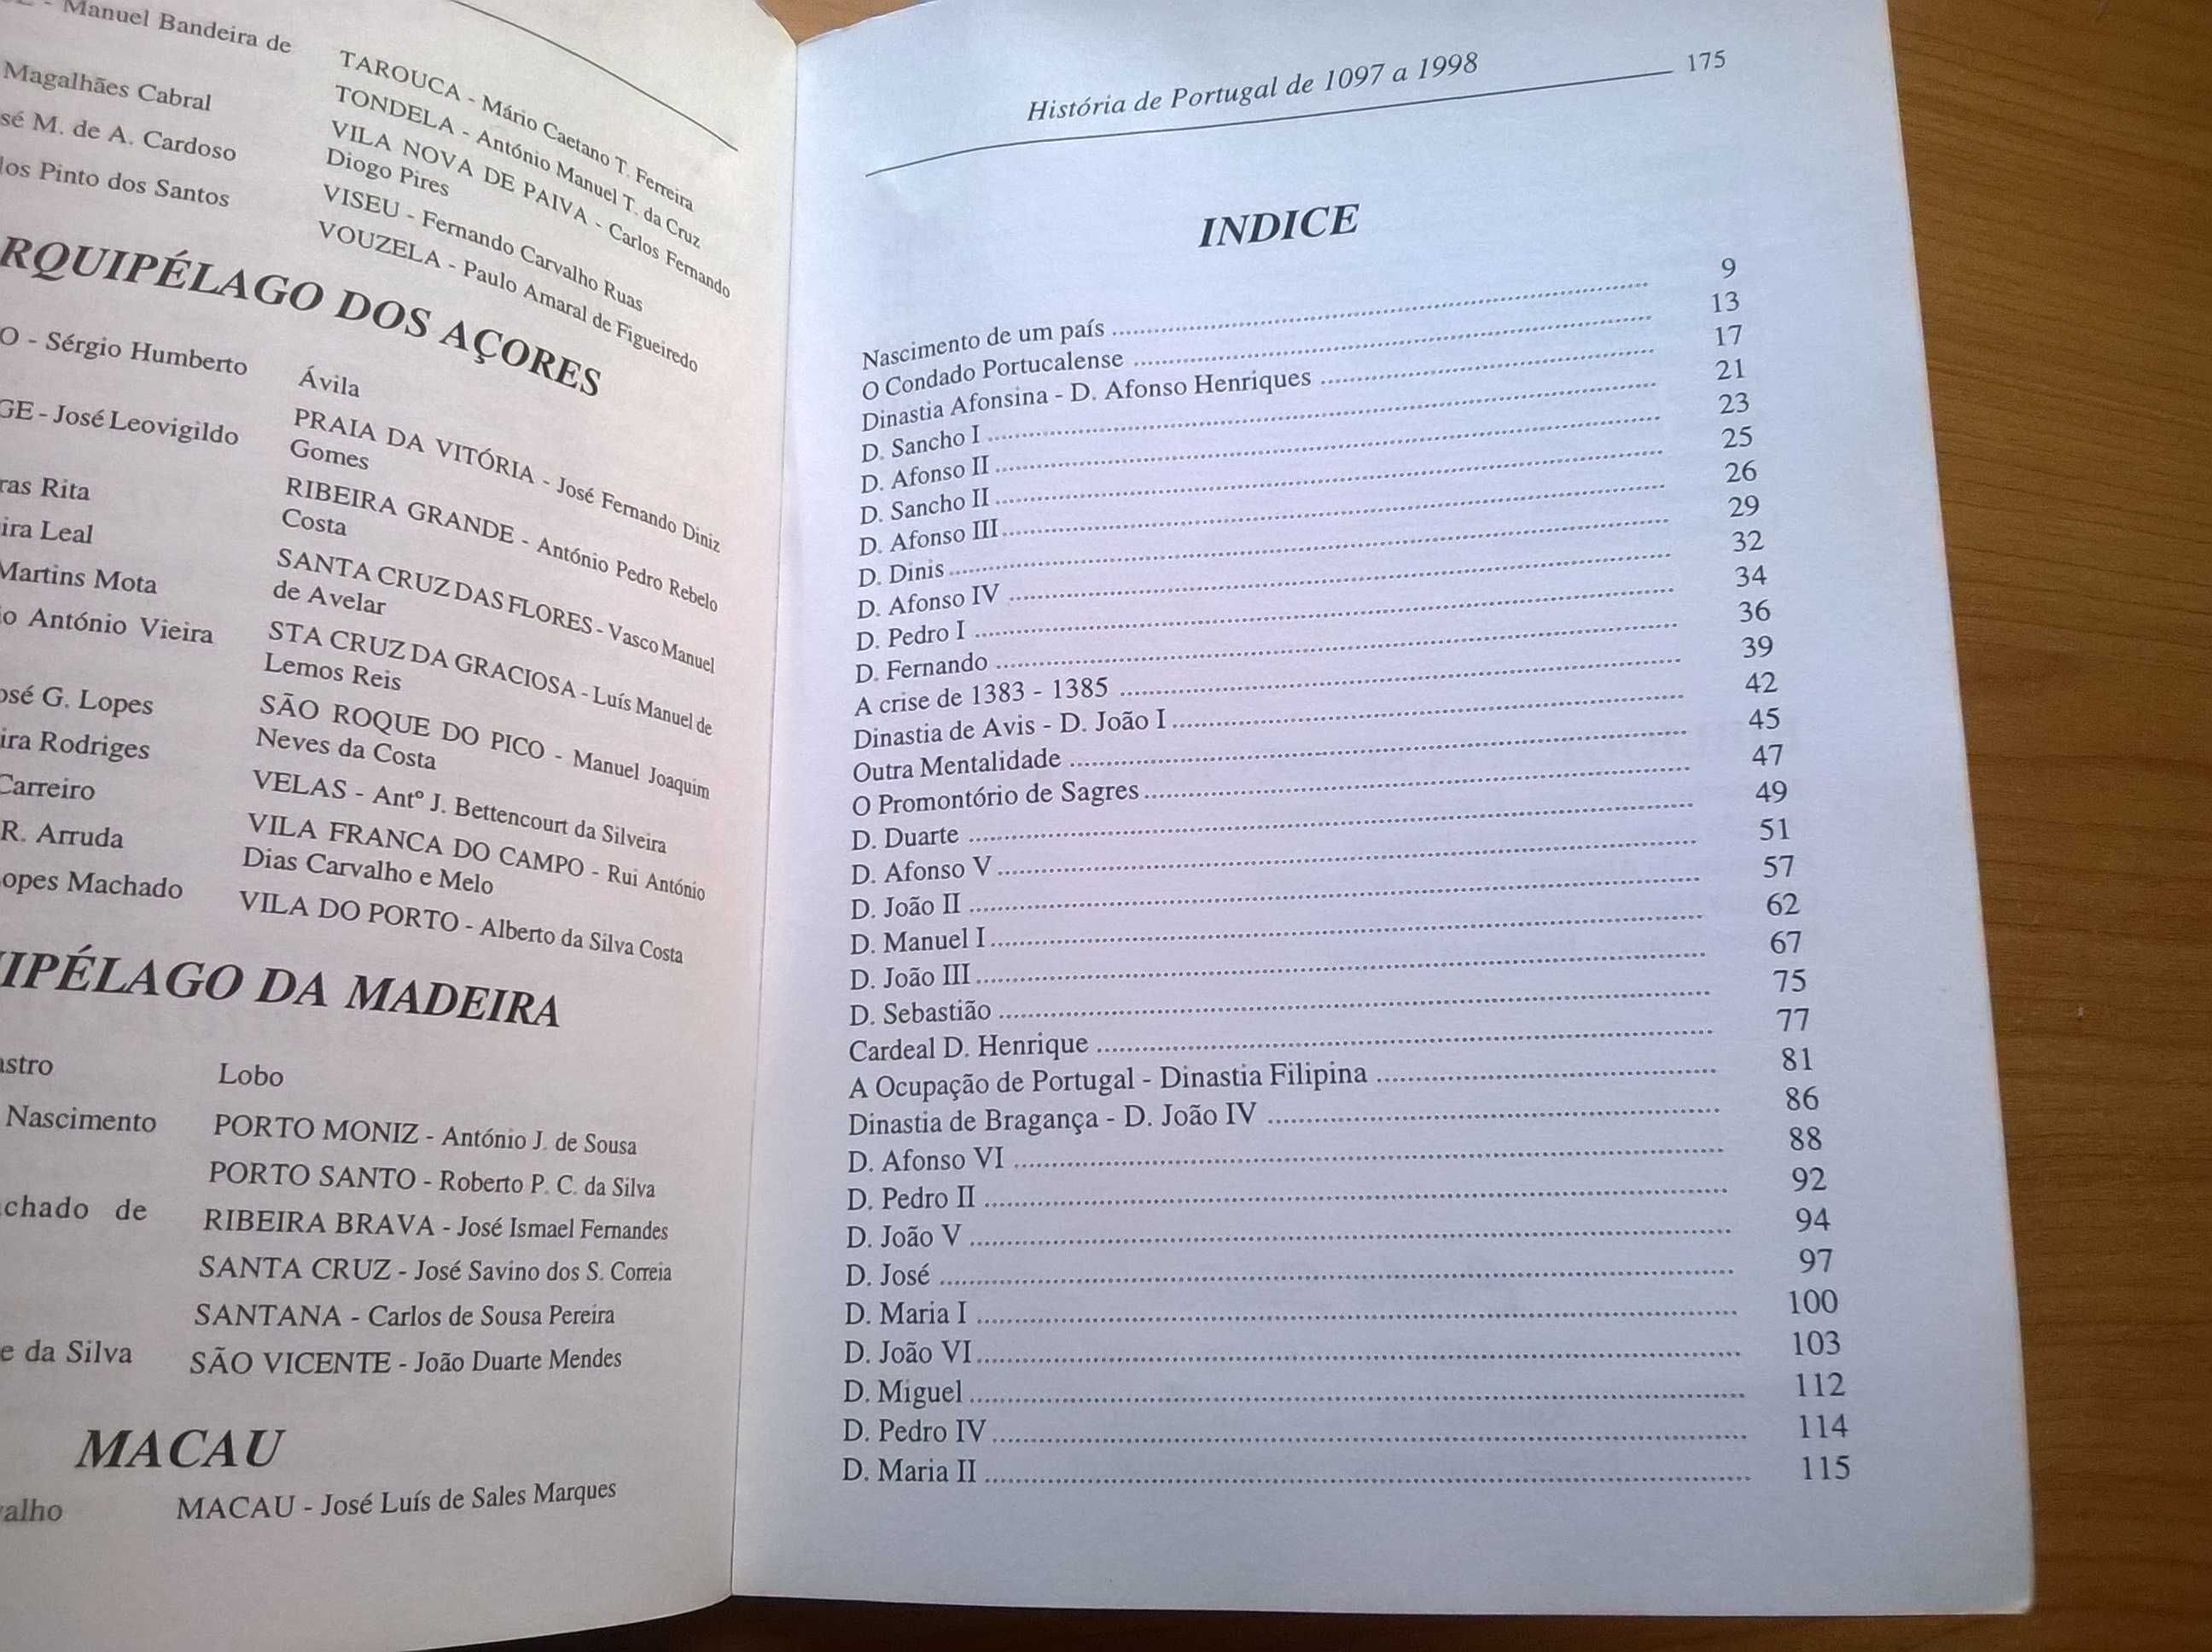 Manuel Bandeira de
Magalhães Cabral
sé M. de A. Cardoso
los Pinto dos Santos
TAROUCA - Mário Caetano T. Ferreira
TONDELA - António Manuel T. da Cruz
VILA NOVA DE PAIVA - Carlos Fernando
Diogo Pires
VISEU - Fernando Carvalho Ruas
VOUZELA - Paulo Amaral de Figueiredo
RQUIPÉLAGO DOS AÇORES
O - Sérgio Humberto
GE - José Leovigildo
ras Rita
ira Leal
Martins Mota
io António Vieira
osé G. Lopes
ira Rodriges
Carreiro
R. Arruda
opes Machado
Ávila
PRAIA DA VITÓRIA - José Fernando Diniz
Gomes
RIBEIRA GRANDE - António Pedro Rebelo
Costa
SANTA CRUZ DAS FLORES - Vasco Manuel
de Avelar
STA CRUZ DA GRACIOSA - Luís Manuel de
Lemos Reis
SÃO ROQUE DO PICO - Manuel Joaquim
Neves da Costa
VELAS - Antº J. Bettencourt da Silveira
VILA FRANCA DO CAMPO - Rui António
Dias Carvalho e Melo
VILA DO PORTO - Alberto da Silva Costa
IPÉLAGO DA MADEIRA
astro
Nascimento
chado de
e da Silva
Lobo
PORTO MONIZ - António J. de Sousa
PORTO SANTO - Roberto P. C. da Silva
RIBEIRA BRAVA - José Ismael Fernandes
SANTA CRUZ - José Savino dos S. Correia
SANTANA - Carlos de Sousa Pereira
SÃO VICENTE - João Duarte Mendes
MACAU
valho
MACAU - José Luís de Sales Marques
História de Portugal de 1097 a 1998 175
INDICE
Nascimento de um país ........ 9
O Condado Portucalense ........ 13
Dinastia Afonsina - D. Afonso Henriques ........ 17
D. Sancho I ........ 21
D. Afonso II ........ 23
D. Sancho II ........ 25
D. Afonso III ........ 26
D. Dinis ........ 29
D. Afonso IV ........ 32
D. Pedro I ........ 34
D. Fernando ........ 36
A crise de 1383 - 1385 ........ 39
Dinastia de Avis - D. João I ........ 42
Outra Mentalidade ........ 45
O Promontório de Sagres ........ 47
D. Duarte ........ 49
D. Afonso V ........ 51
D. João II ........ 57
D. Manuel I ........ 62
D. João III ........ 67
D. Sebastião ........ 75
Cardeal D. Henrique ........ 77
A Ocupação de Portugal - Dinastia Filipina ........ 81
Dinastia de Bragança - D. João IV ........ 86
D. Afonso VI ........ 88
D. Pedro II ........ 92
D. João V ........ 94
D. José ........ 97
D. Maria I ........ 100
D. João VI ........ 103
D. Miguel ........ 112
D. Pedro IV ........ 114
D. Maria II ........ 115